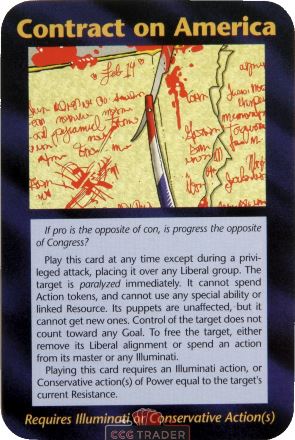 Contract on America
Feb 14
If pro is the opposite of con, is progress the opposite
of Congress?
Play this card at any time except during a privi-
leged attack, placing it over any Liberal group. The
target is paralyzed immediately. It cannot spend
Action tokens, and cannot use any special ability or
linked Resource. Its puppets are unaffected, but it
cannot get new ones. Control of the target does not
count toward any Goal. To free the target, either
remove its Liberal alignment or spend an action
from its master or any Illuminati.
Playing this card requires an Illuminati action, or
Conservative action(s) of Power equal to the target's
current Resistance.
Requires Illuminati or Conservative Action(s)
CCG TRADER